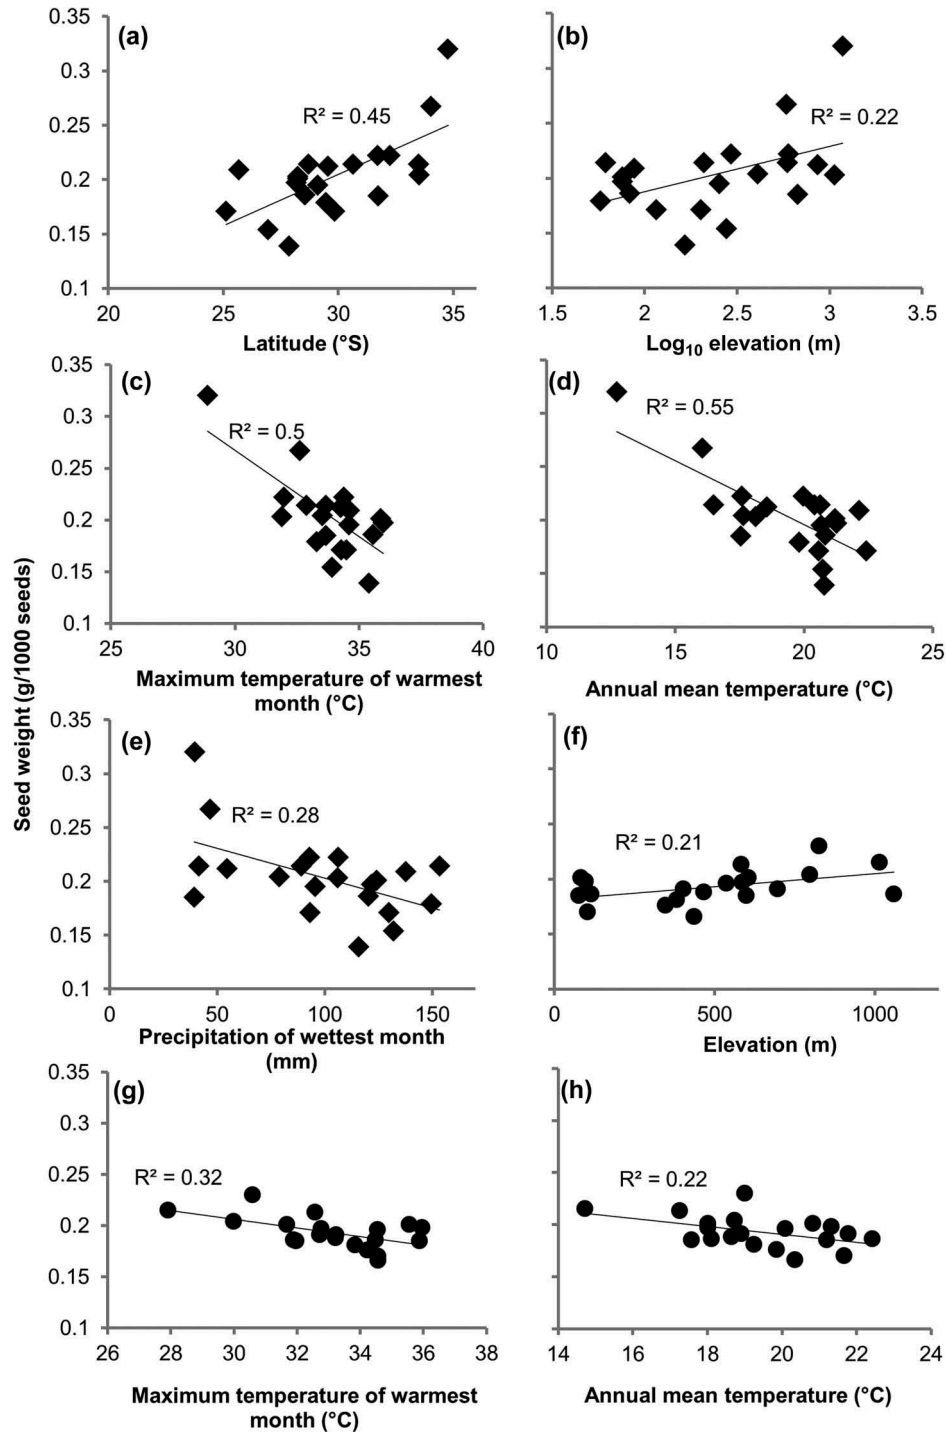 Seed weight (g/1000 seeds)
(a)
R² = 0.45
0.35
0.3
0.25
0.2
0.15
0.1
20
25
30
35
Latitude (°S)
(b)
R² = 0.22
1.5
2
2.5
3
3.5
Log₁₀ elevation (m)
(c)
R² = 0.5
0.3
0.25
0.2
0.15
0.1
25
30
35
40
Maximum temperature of warmest
month (°C)
(d)
R² = 0.55
10
15
20
25
Annual mean temperature (°C)
(e)
R² = 0.28
0.35
0.3
0.25
0.2
0.15
0.1
0
50
100
150
Precipitation of wettest month
(mm)
(f)
R² = 0.21
0
500
1000
Elevation (m)
(g)
R² = 0.32
0.35
0.3
0.25
0.2
0.15
0.1
26
28
30
32
34
36
38
Maximum temperature of warmest
month (°C)
(h)
R² = 0.22
14
16
18
20
22
24
Annual mean temperature (°C)